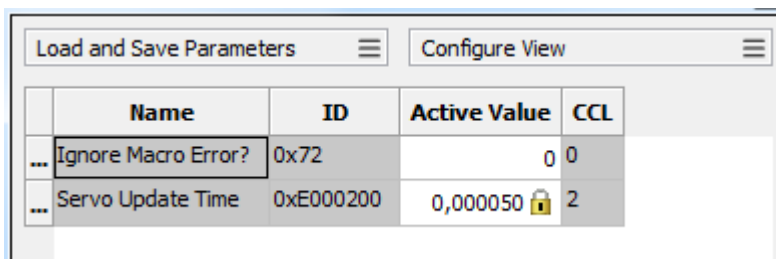 Load and Save Parameters Configure View
Name ID Active Value CCL
... Ignore Macro Error? 0x72 0 0
... Servo Update Time 0xE000200 0,000050 2